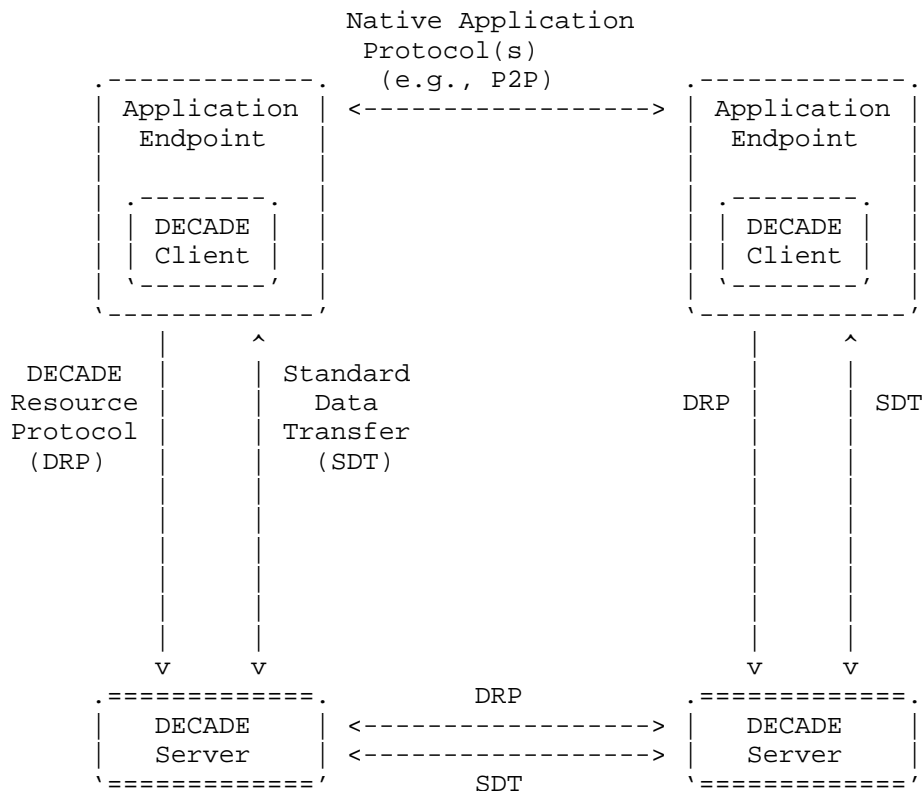 Native Application
Protocol(s)
(e.g., P2P)
Application
Endpoint
DECADE
Client
Application
Endpoint
DECADE
Client
DECADE
Resource
Protocol
(DRP)
Standard
Data
Transfer
(SDT)
DRP
SDT
DECADE
Server
DRP
SDT
DECADE
Server